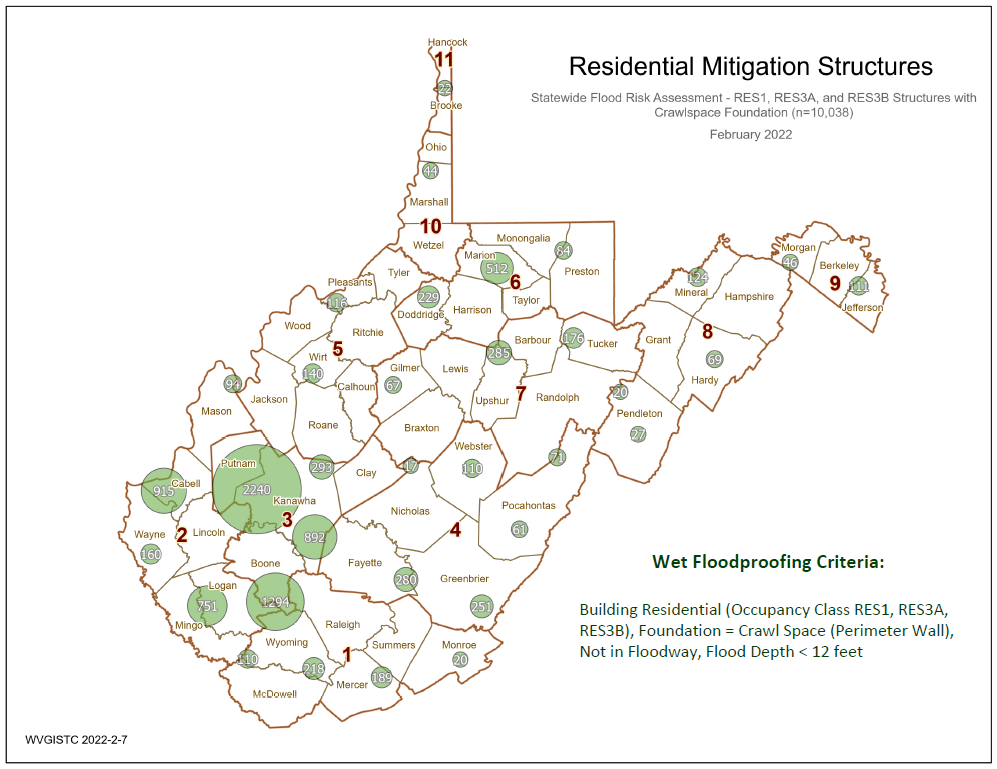 Residential Mitigation Structures
Statewide Flood Risk Assessment - RES1, RES3A, and RES3B Structures with
Crawlspace Foundation (n=10,038)
February 2022
Hancock
11
22
Brooke
Ohio
44
Marshall
10
Wetzel
Monongalia
Marion
84
512
6
Preston
Taylor
Tyler
Pleasants
116
229
Doddridge
Harrison
Morgan
46
Berkeley
9
111
Jefferson
124
Mineral
Hampshire
Wood
Ritchie
5
Wirt
140
Calhoun
Barbour
176
Tucker
285
Grant
8
69
Hardy
Gilmer
67
Lewis
Upshur
7
Randolph
20
Pendleton
27
94
Mason
Jackson
Roane
Braxton
Webster
110
71
Putnam
2240
Kanawha
3
293
Clay
17
Cabell
915
Nicholas
4
Pocahontas
61
Wayne
2
Lincoln
160
892
Boone
Fayette
280
Greenbrier
251
Logan
751
1294
Mingo
Wyoming
Raleigh
110
218
1
Summers
Mercer
189
Monroe
20
McDowell
Wet Floodproofing Criteria:
Building Residential (Occupancy Class RES1, RES3A,
RES3B), Foundation = Crawl Space (Perimeter Wall),
Not in Floodway, Flood Depth < 12 feet
WVGISTC 2022-2-7